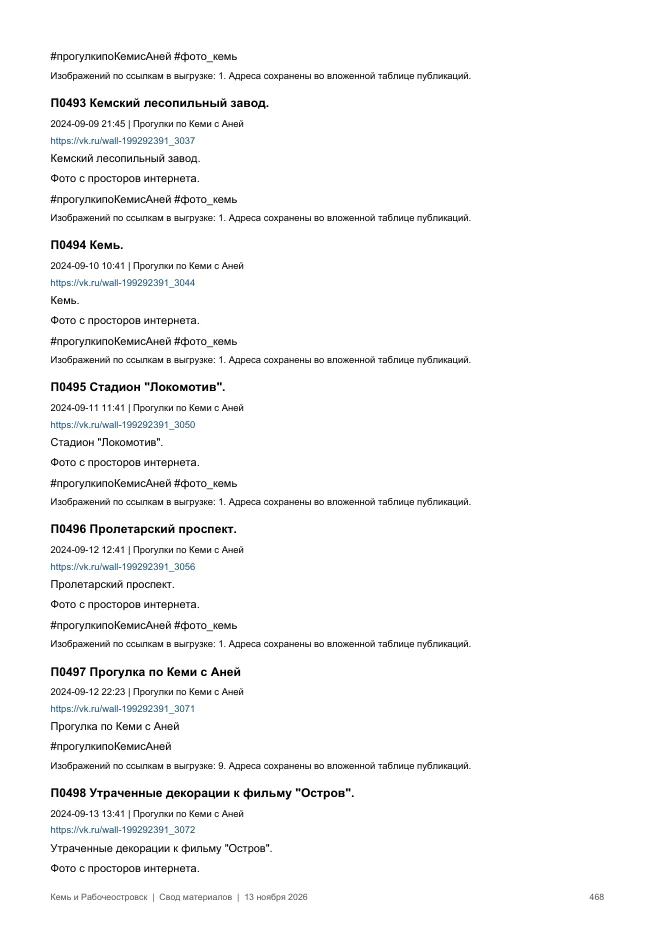 #прогулкипоКемисАней #фото_кемь
Изображений по ссылкам в выгрузке: 1. Адреса сохранены во вложенной таблице публикаций.
П0493 Кемский лесопильный завод.
2024-09-09 21:45 | Прогулки по Кеми с Аней
https://vk.ru/wall-199292391_3037
Кемский лесопильный завод.
Фото с просторов интернета.
#прогулкипоКемисАней #фото_кемь
Изображений по ссылкам в выгрузке: 1. Адреса сохранены во вложенной таблице публикаций.
П0494 Кемь.
2024-09-10 10:41 | Прогулки по Кеми с Аней
https://vk.ru/wall-199292391_3044
Кемь.
Фото с просторов интернета.
#прогулкипоКемисАней #фото_кемь
Изображений по ссылкам в выгрузке: 1. Адреса сохранены во вложенной таблице публикаций.
П0495 Стадион "Локомотив".
2024-09-11 11:41 | Прогулки по Кеми с Аней
https://vk.ru/wall-199292391_3050
Стадион "Локомотив".
Фото с просторов интернета.
#прогулкипоКемисАней #фото_кемь
Изображений по ссылкам в выгрузке: 1. Адреса сохранены во вложенной таблице публикаций.
П0496 Пролетарский проспект.
2024-09-12 12:41 | Прогулки по Кеми с Аней
https://vk.ru/wall-199292391_3056
Пролетарский проспект.
Фото с просторов интернета.
#прогулкипоКемисАней #фото_кемь
Изображений по ссылкам в выгрузке: 1. Адреса сохранены во вложенной таблице публикаций.
П0497 Прогулка по Кеми с Аней
2024-09-12 22:23 | Прогулки по Кеми с Аней
https://vk.ru/wall-199292391_3071
Прогулка по Кеми с Аней
#прогулкипоКемисАней
Изображений по ссылкам в выгрузке: 9. Адреса сохранены во вложенной таблице публикаций.
П0498 Утраченные декорации к фильму "Остров".
2024-09-13 13:41 | Прогулки по Кеми с Аней
https://vk.ru/wall-199292391_3072
Утраченные декорации к фильму "Остров".
Фото с просторов интернета.
Кемь и Рабочеостровск | Свод материалов | 13 ноября 2026 468